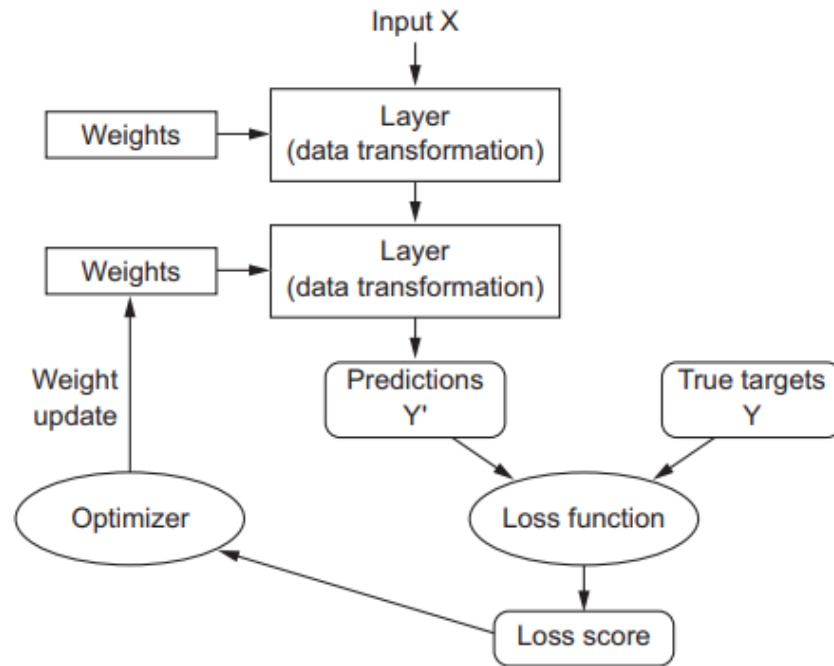 Input X
Weights
Layer
(data transformation)
Weights
Layer
(data transformation)
Weight
update
Predictions
Y'
True targets
Y
Optimizer
Loss function
Loss score